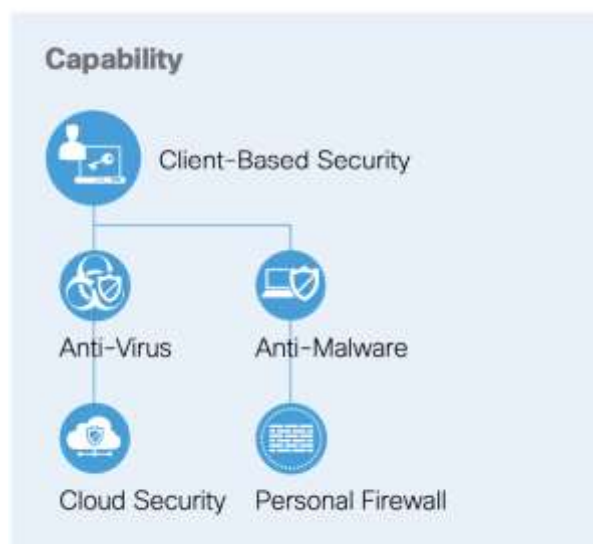 Capability
Client-Based Security
Anti-Virus
Anti-Malware
Cloud Security
Personal Firewall